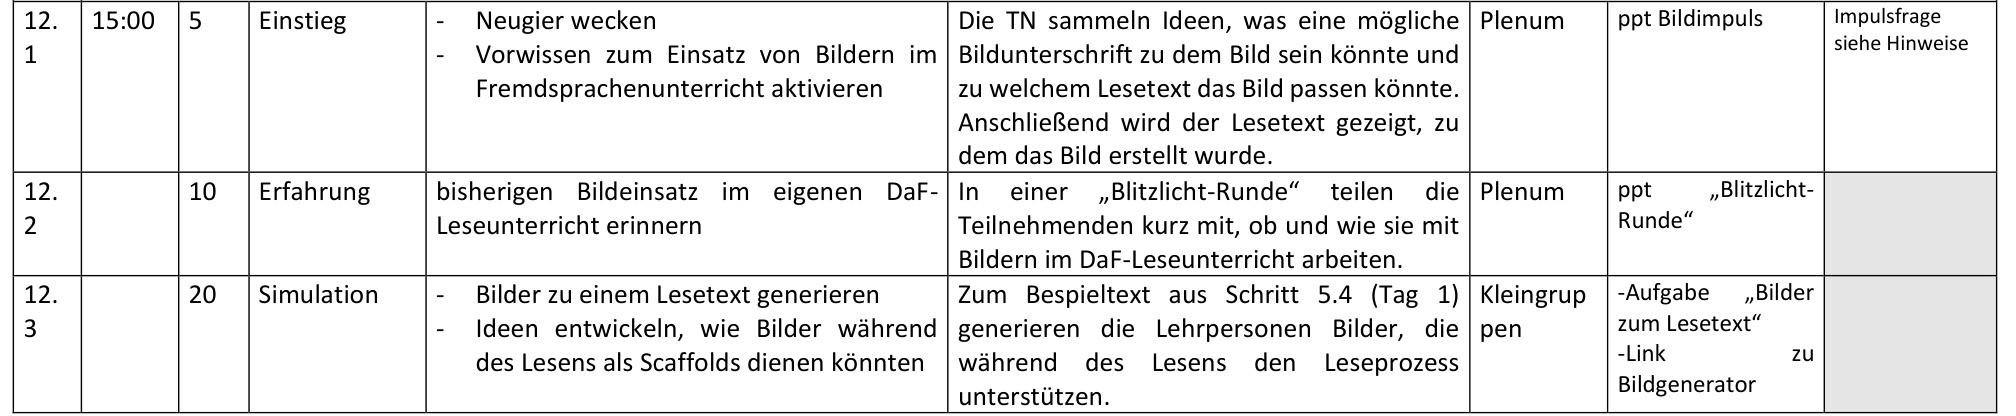 12.
1
15:00
5
Einstieg
- Neugier wecken
- Vorwissen zum Einsatz von Bildern im
Fremdsprachenunterricht aktivieren
Die TN sammeln Ideen, was eine mögliche
Bildunterschrift zu dem Bild sein könnte und
zu welchem Lesetext das Bild passen könnte.
Anschließend wird der Lesetext gezeigt, zu
dem das Bild erstellt wurde.
Plenum
ppt Bildimpuls
Impulsfrage
siehe Hinweise
12.
2
10
Erfahrung
bisherigen Bildeinsatz im eigenen DaF-
Leseunterricht erinnern
In einer „Blitzlicht-Runde“ teilen die
Teilnehmenden kurz mit, ob und wie sie mit
Bildern im DaF-Leseunterricht arbeiten.
Plenum
ppt „Blitzlicht-
Runde“
12.
3
20
Simulation
- Bilder zu einem Lesetext generieren
- Ideen entwickeln, wie Bilder während
des Lesens als Scaffolds dienen könnten
Zum Bespieltext aus Schritt 5.4 (Tag 1)
generieren die Lehrpersonen Bilder, die
während des Lesens den Leseprozess
unterstützen.
Kleingrup
pen
-Aufgabe „Bilder
zum Lesetext“
-Link zu
Bildgenerator